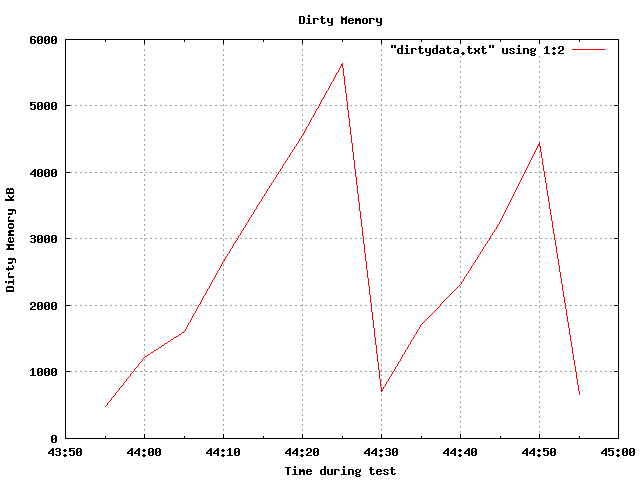 Dirty Memory
6000
"dirtydata.txt" using 1:2
5000
4000
Dirty Memory kB
3000
2000
1000
0
43:50 44:00 44:10 44:20 44:30 44:40 44:50 45:00
Time during test